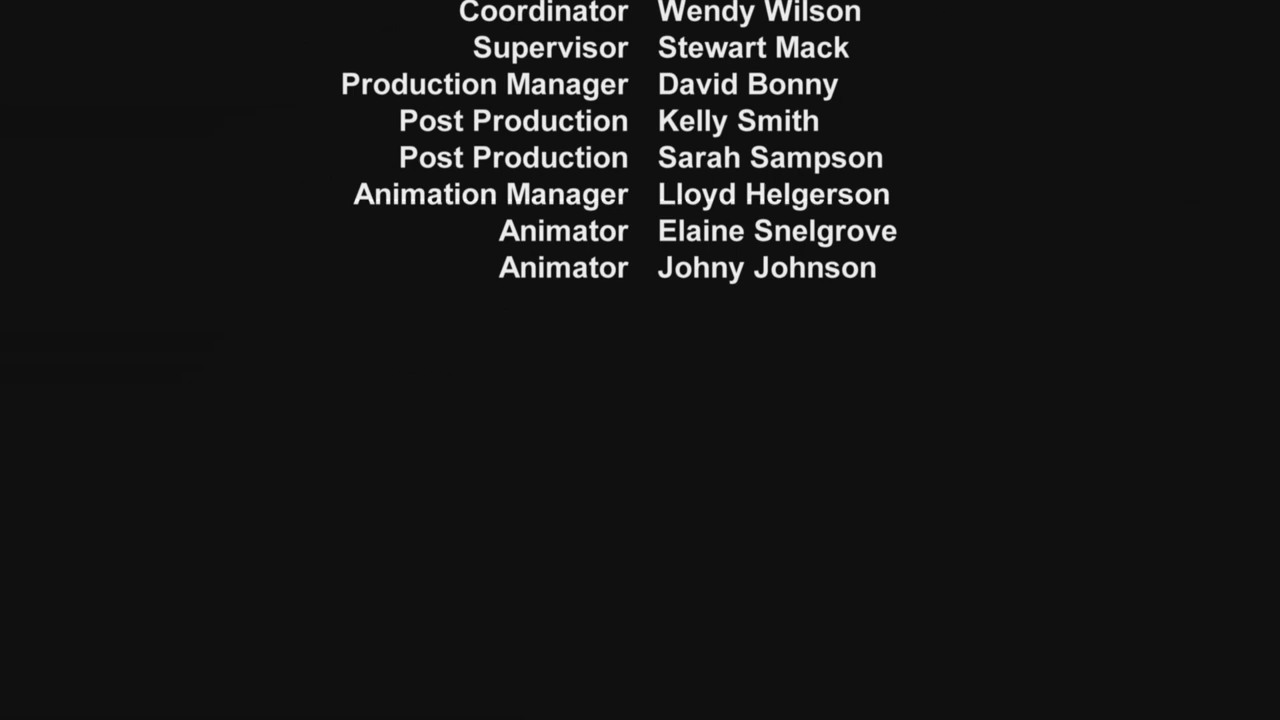 Coordinator Wendy Wilson
Supervisor Stewart Mack
Production Manager David Bonny
Post Production Kelly Smith
Post Production Sarah Sampson
Animation Manager Lloyd Helgerson
Animator Elaine Snelgrove
Animator Johny Johnson